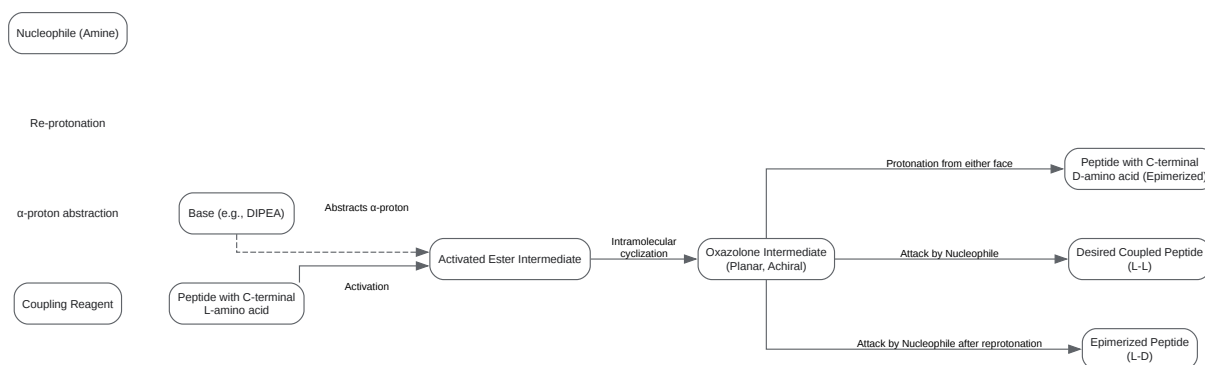 Nucleophile (Amine)
Re-protonation
α-proton abstraction
Coupling Reagent
Base (e.g., DIPEA)
Peptide with C-terminal
L-amino acid
Abstracts α-proton
Activation
Activated Ester Intermediate
Intramolecular
cyclization
Oxazolone Intermediate
(Planar, Achiral)
Protonation from either face
Attack by Nucleophile
Attack by Nucleophile after reprotonation
Peptide with C-terminal
D-amino acid (Epimerized)
Desired Coupled Peptide
(L-L)
Epimerized Peptide
(L-D)